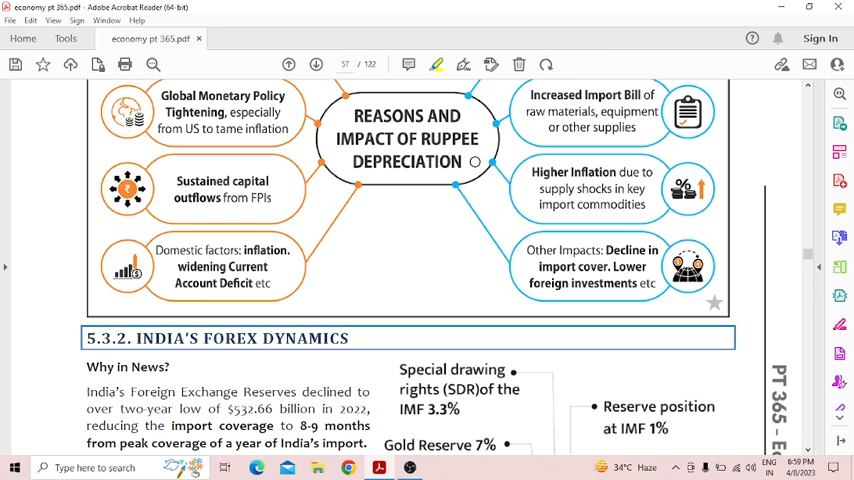 economy pt 365.pdf - Adobe Acrobat Reader (64-bit)
File Edit View Sign Window Help
Home Tools economy pt 365.pdf × Sign In
57 / 122
Global Monetary Policy
Tightening, especially
from US to tame inflation
Sustained capital
outflows from FPIs
Domestic factors: inflation.
widening Current
Account Deficit etc
REASONS AND
IMPACT OF RUPPEE
DEPRECIATION
Increased Import Bill of
raw materials, equipment
or other supplies
Higher Inflation due to
supply shocks in key
import commodities
Other Impacts: Decline in
import cover. Lower
foreign investments etc
5.3.2. INDIA'S FOREX DYNAMICS
Why in News?
India's Foreign Exchange Reserves declined to
over two-year low of $532.66 billion in 2022,
reducing the import coverage to 8-9 months
from peak coverage of a year of India's import.
Special drawing
rights (SDR)of the
IMF 3.3%
Gold Reserve 7%
Reserve position
at IMF 1%
PT 365 - Ec
Type here to search
34°C Haze
ENG
IN
6:59 PM
4/8/2023